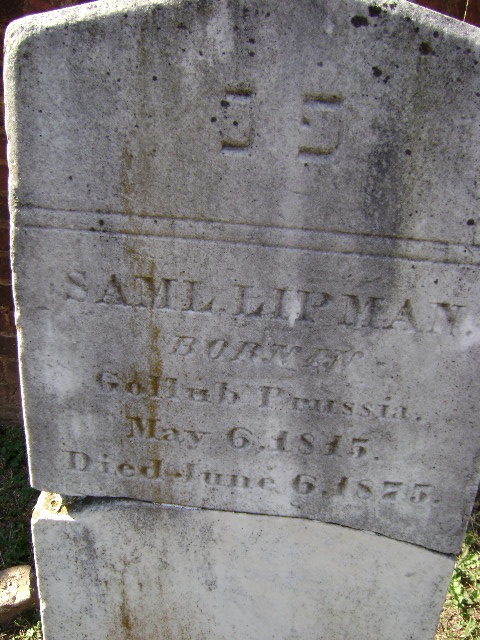 פ נ
SAML. LIPMAN.
BORN IN
Gollub Prussia.
May 6, 1815.
Died June 6, 1875.